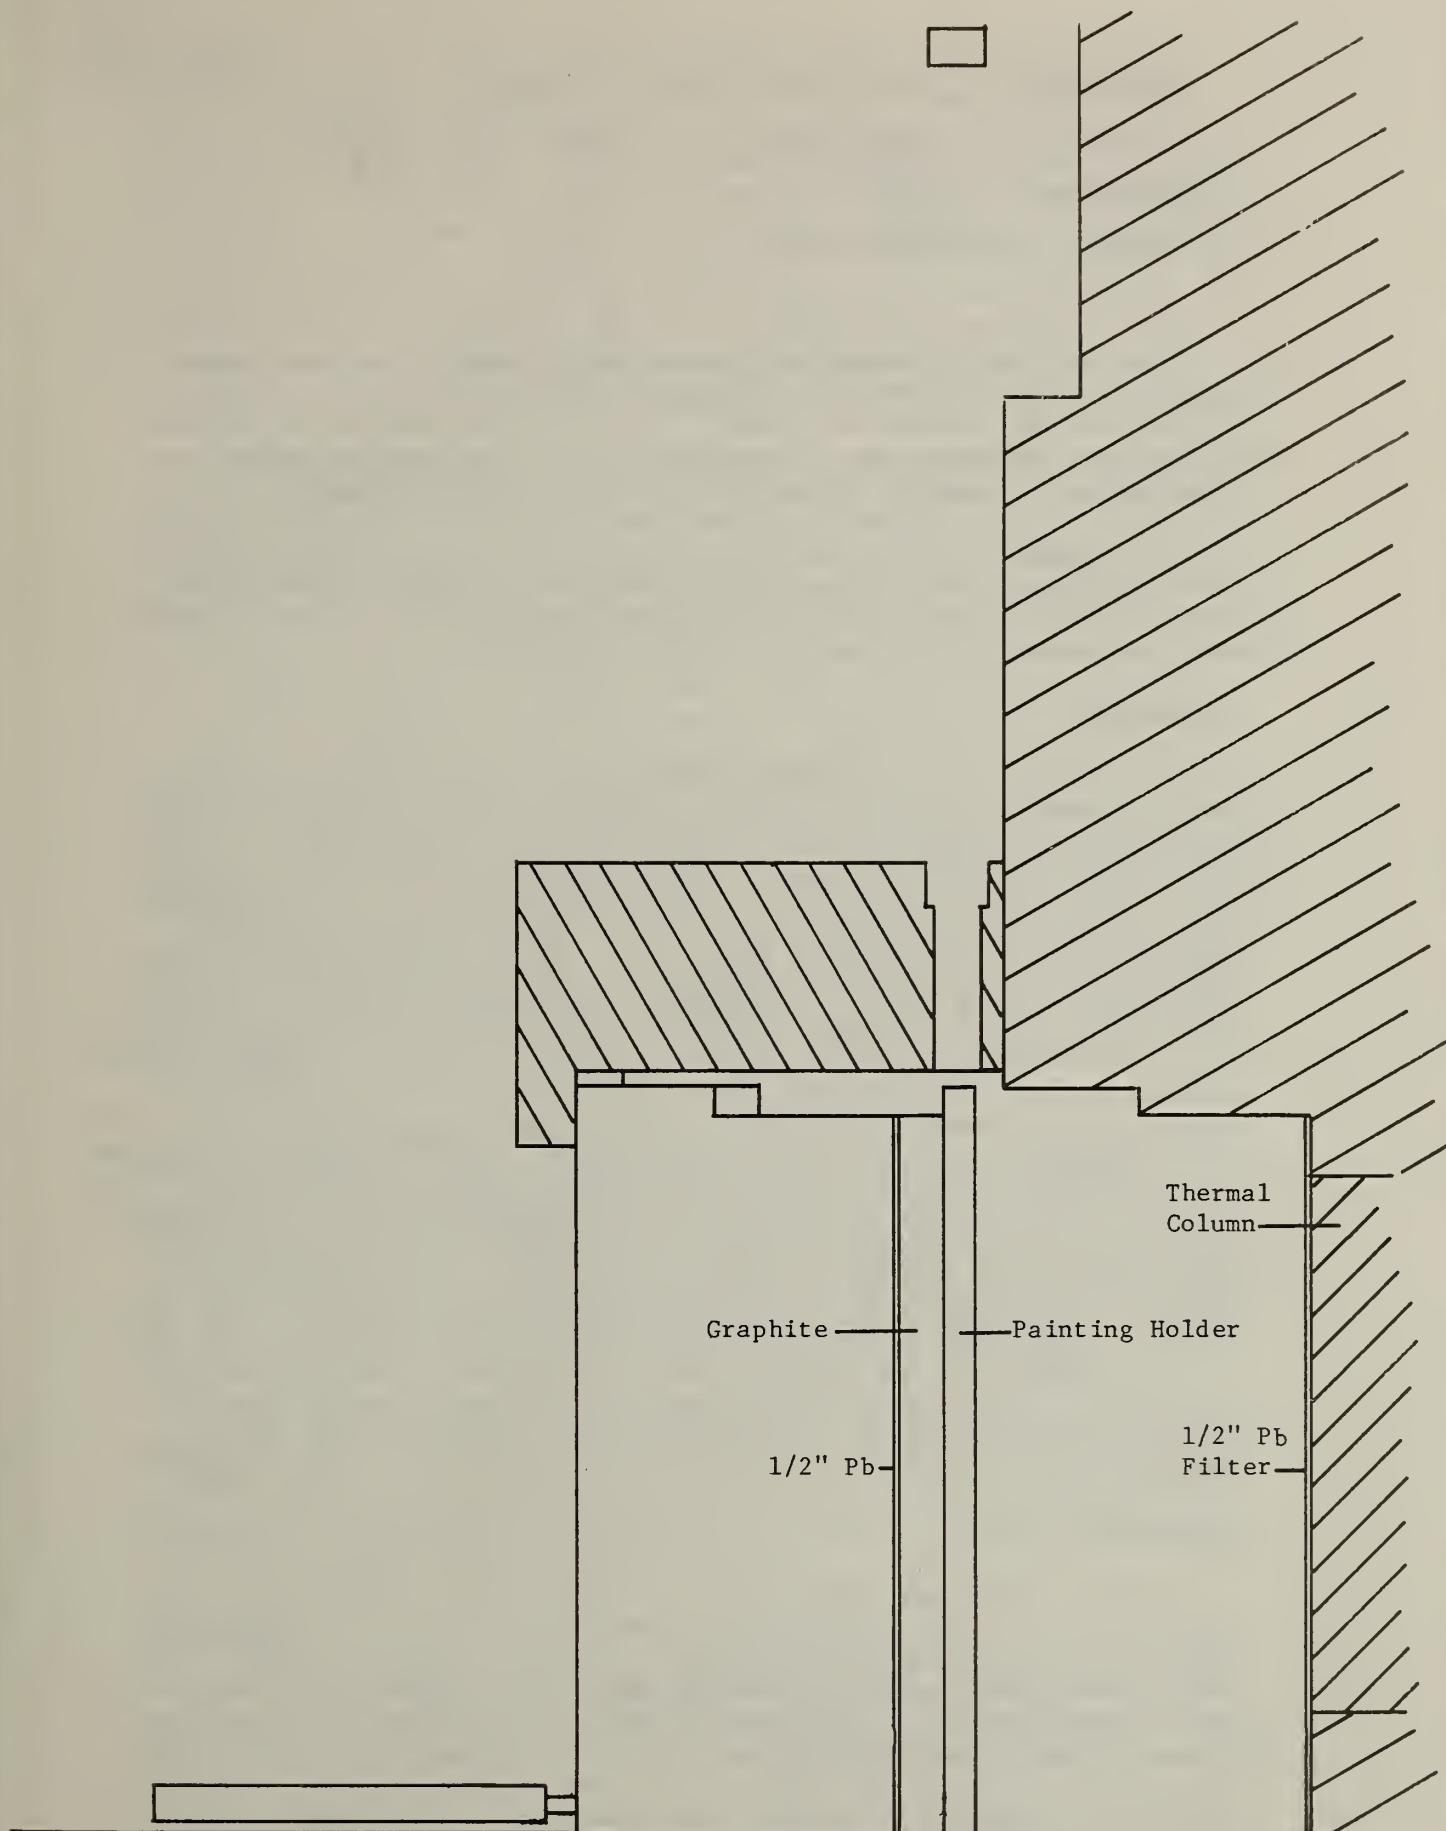 Thermal
Column
Graphite
Painting Holder
1/2" Pb
1/2" Pb
Filter